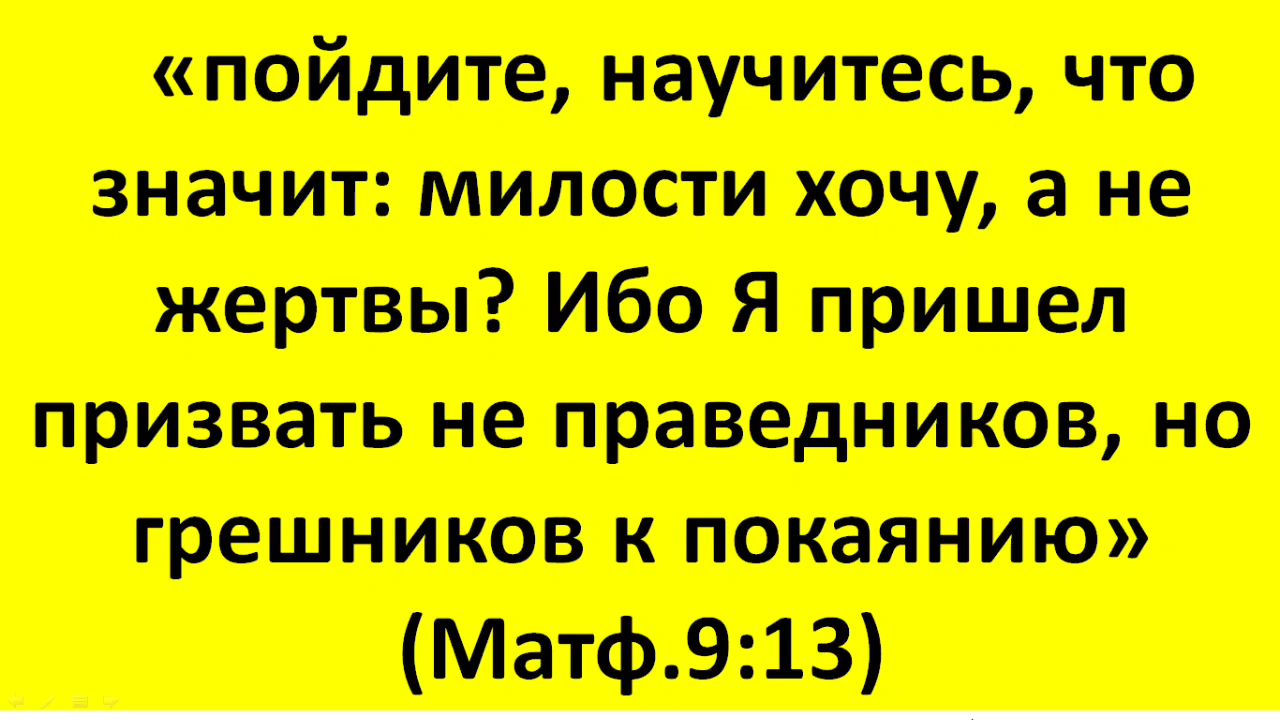 «пойдите, научитесь, что
значит: милости хочу, а не
жертвы? Ибо Я пришел
призвать не праведников, но
грешников к покаянию»
(Матф.9:13)